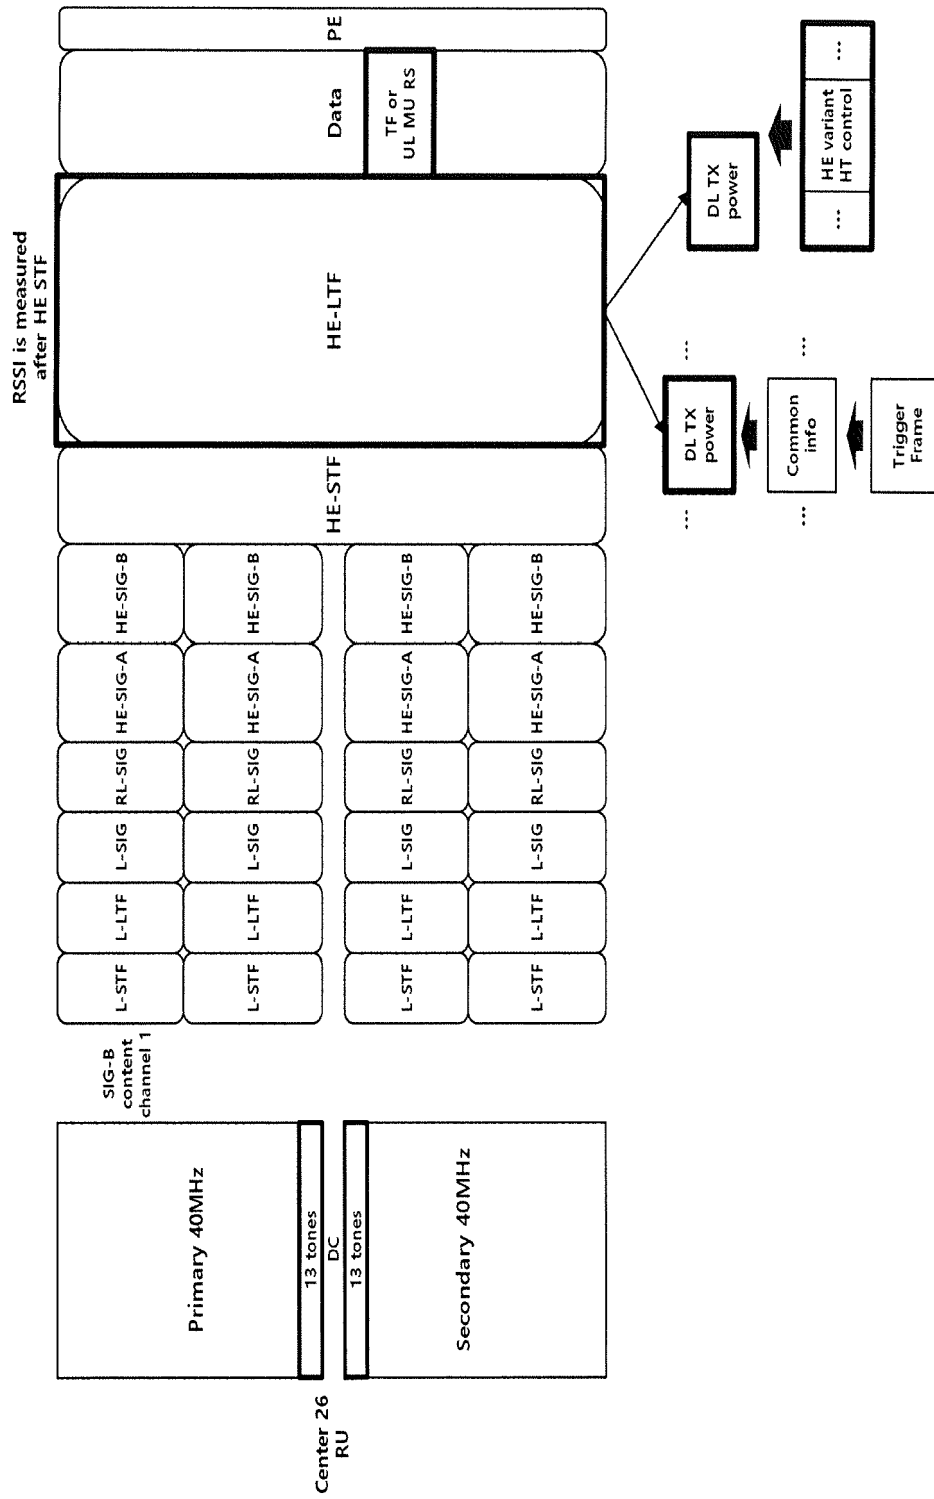 RSSI is measured
after HE STF
SIG-B
content
channel 1
Primary 40MHz
L-STF
L-LTF
L-SIG
RL-SIG
HE-SIG-A
HE-SIG-B
HE-STF
HE-LTF
Data
PE
L-STF
L-LTF
L-SIG
RL-SIG
HE-SIG-A
HE-SIG-B
Center 26
RU
13 tones
DC
13 tones
Secondary 40MHz
L-STF
L-LTF
L-SIG
RL-SIG
HE-SIG-A
HE-SIG-B
TF or
UL MU RS
L-STF
L-LTF
L-SIG
RL-SIG
HE-SIG-A
HE-SIG-B
...
DL TX
power
...
DL TX
power
...
Common
info
...
...
HE variant
HT control
...
Trigger
Frame